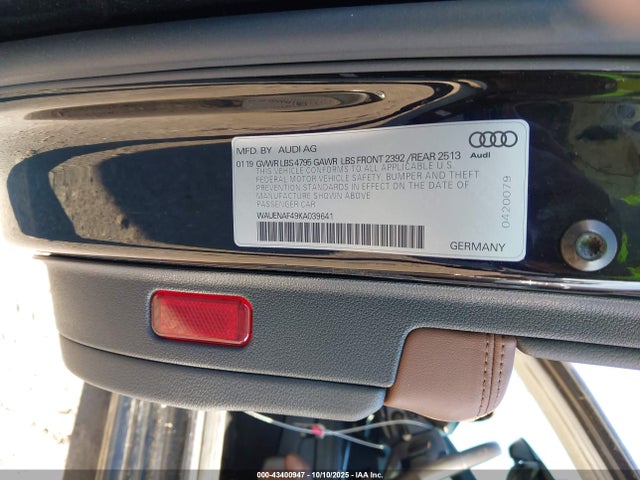 MFD. BY AUDI AG
0119 GVWR LBS 4795 GAWR LBS FRONT 2392 /REAR 2513
THIS VEHICLE CONFORMS TO ALL APPLICABLE U.S.
FEDERAL MOTOR VEHICLE SAFETY, BUMPER AND THEFT
PREVENTION STANDARDS IN EFFECT ON THE DATE OF
MANUFACTURE SHOWN ABOVE
PASSENGER CAR
WAUENAF49KA039641
Audi
0420079
GERMANY
000-43400947 - 10/10/2025 - © IAA Inc.